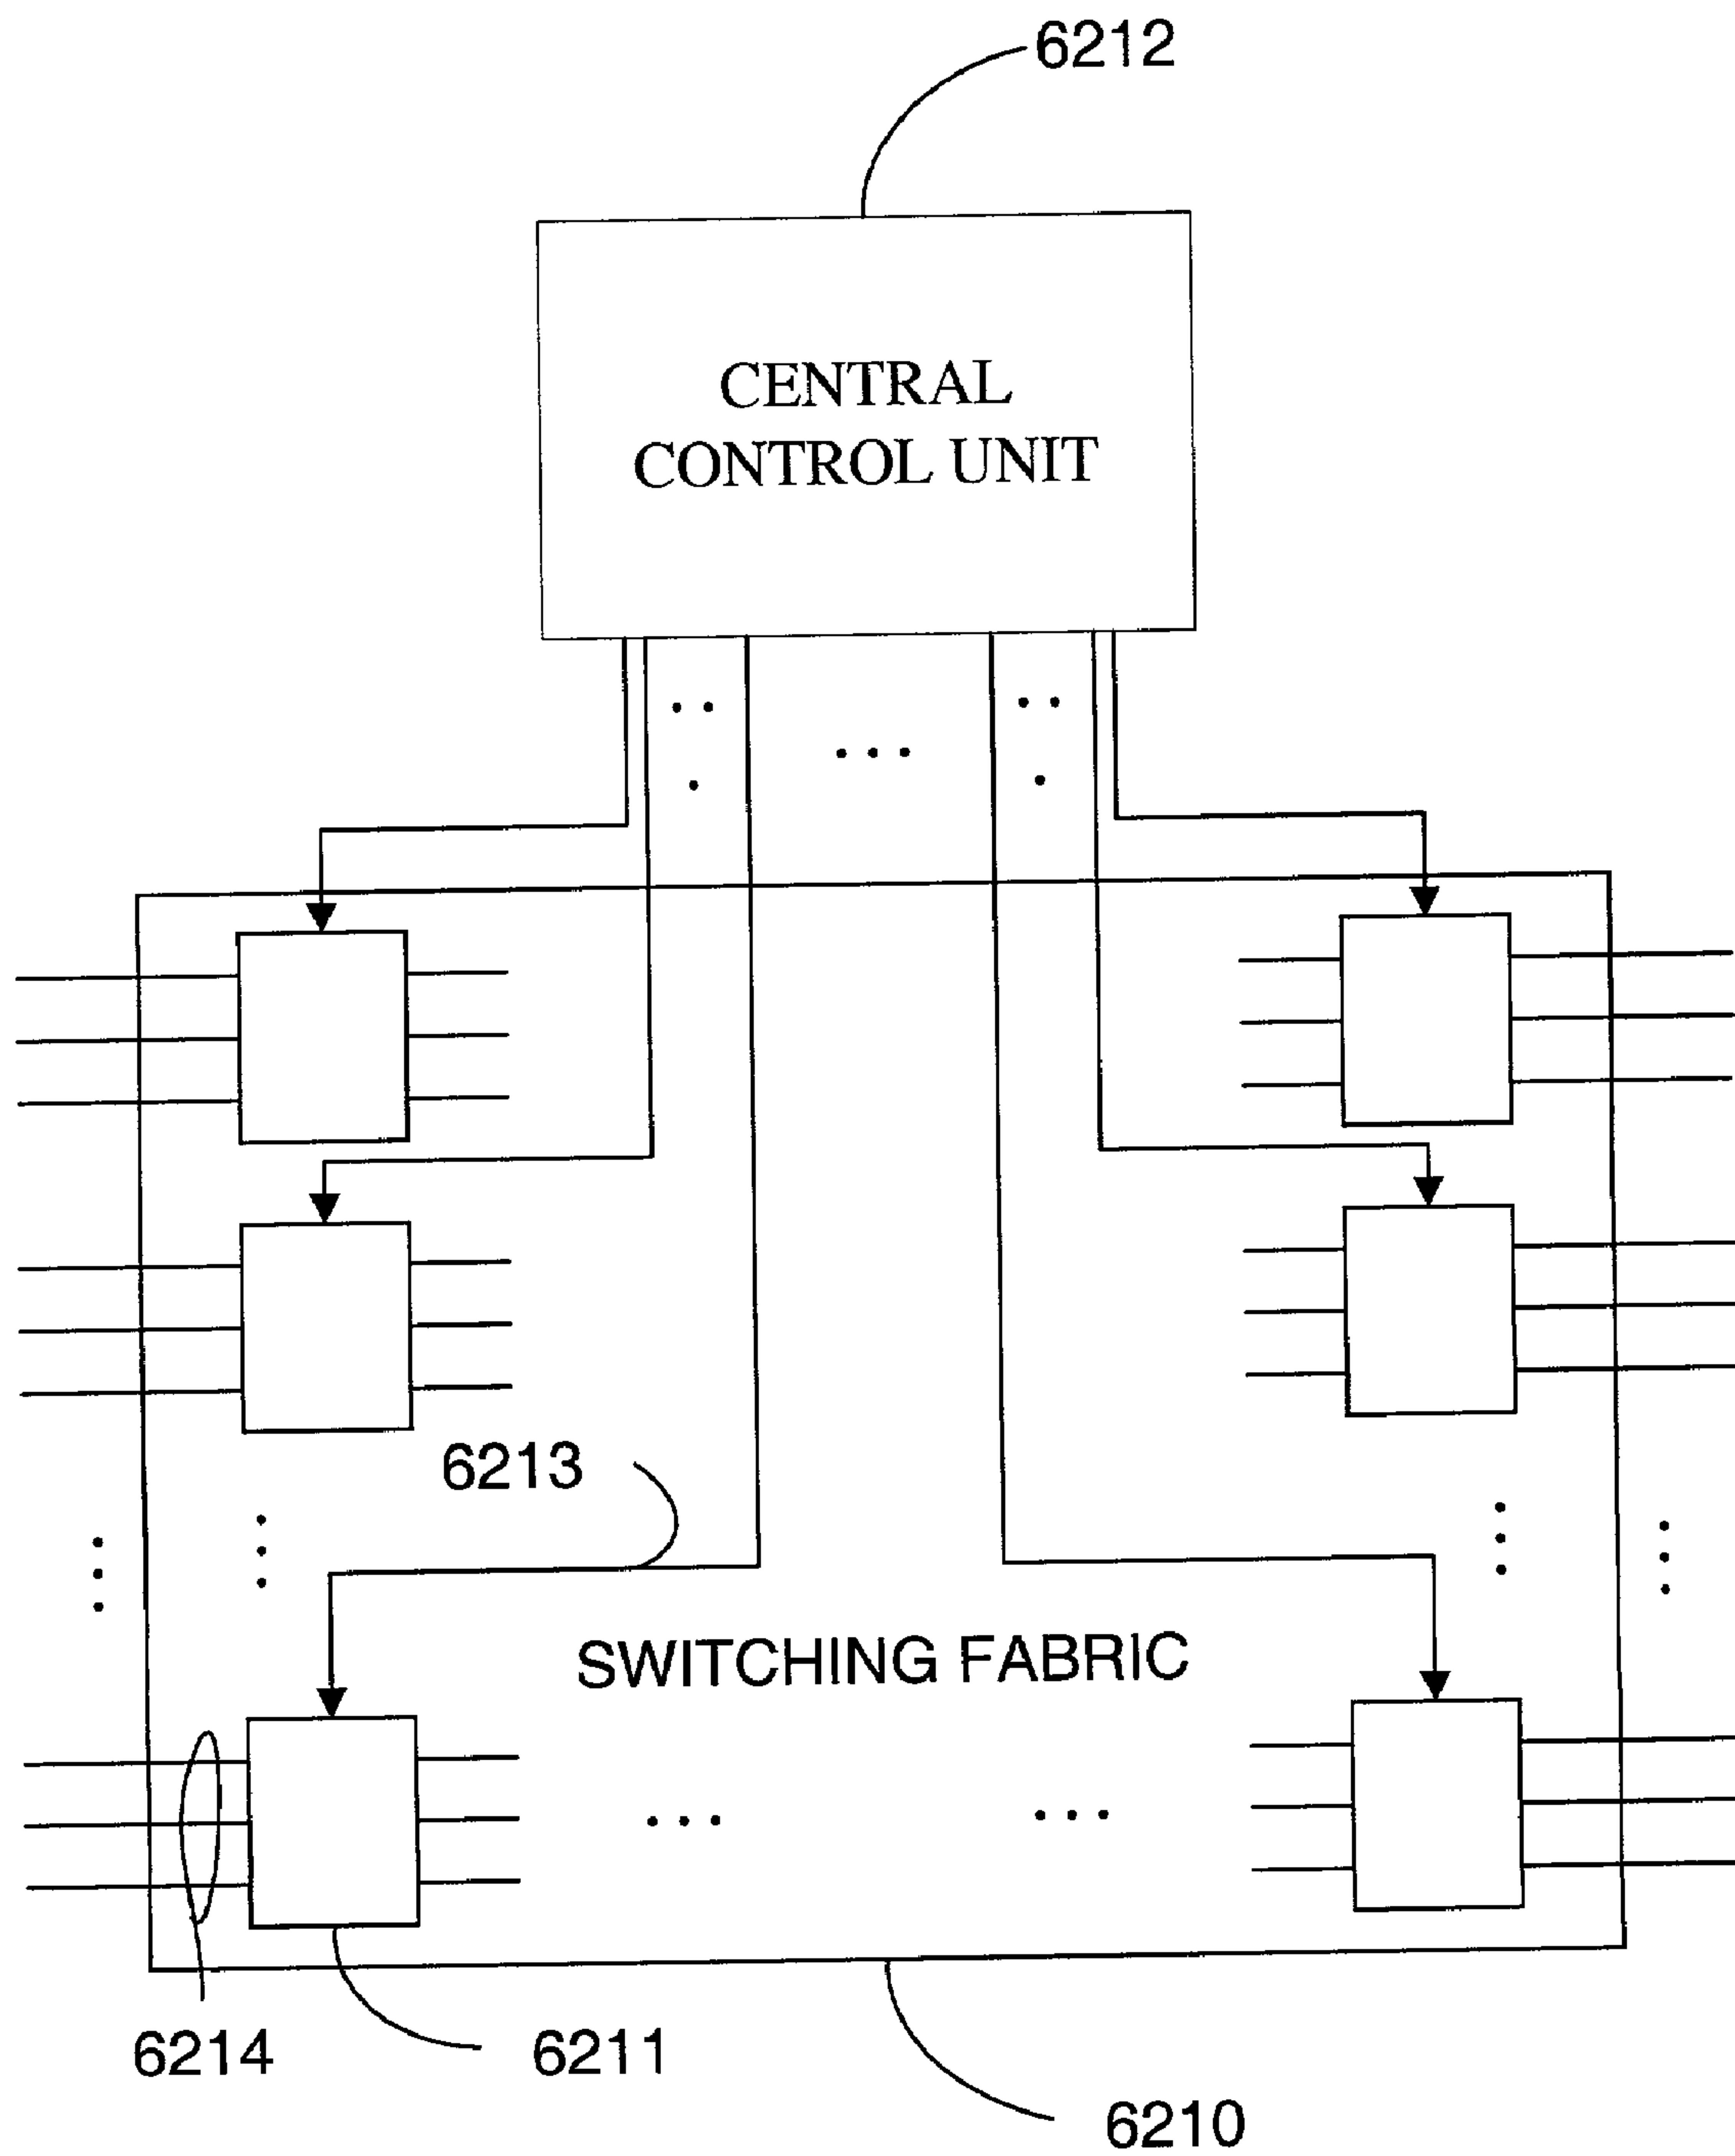 6212
CENTRAL
CONTROL UNIT
6213
SWITCHING FABRIC
6214
6211
6210